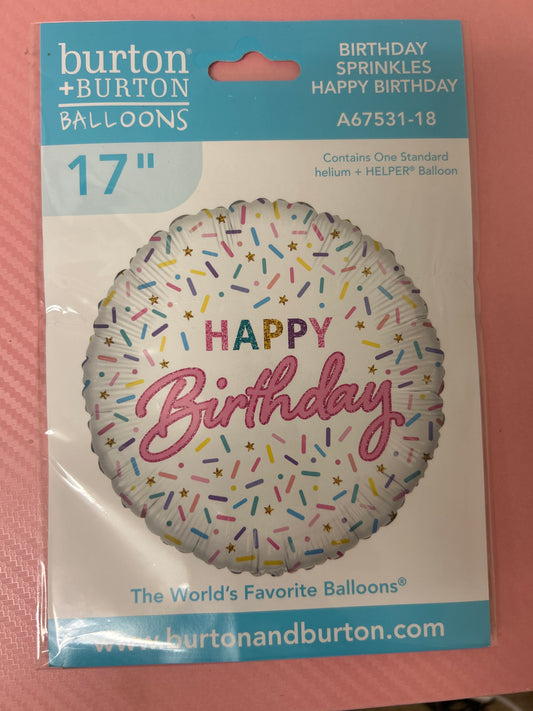 burton®
+BURTON
BALLOONS
BIRTHDAY
SPRINKLES
HAPPY BIRTHDAY
A67531-18
17"
Contains One Standard
helium + HELPER® Balloon
HAPPY
Birthday
The World's Favorite Balloons®
www.burtonandburton.com